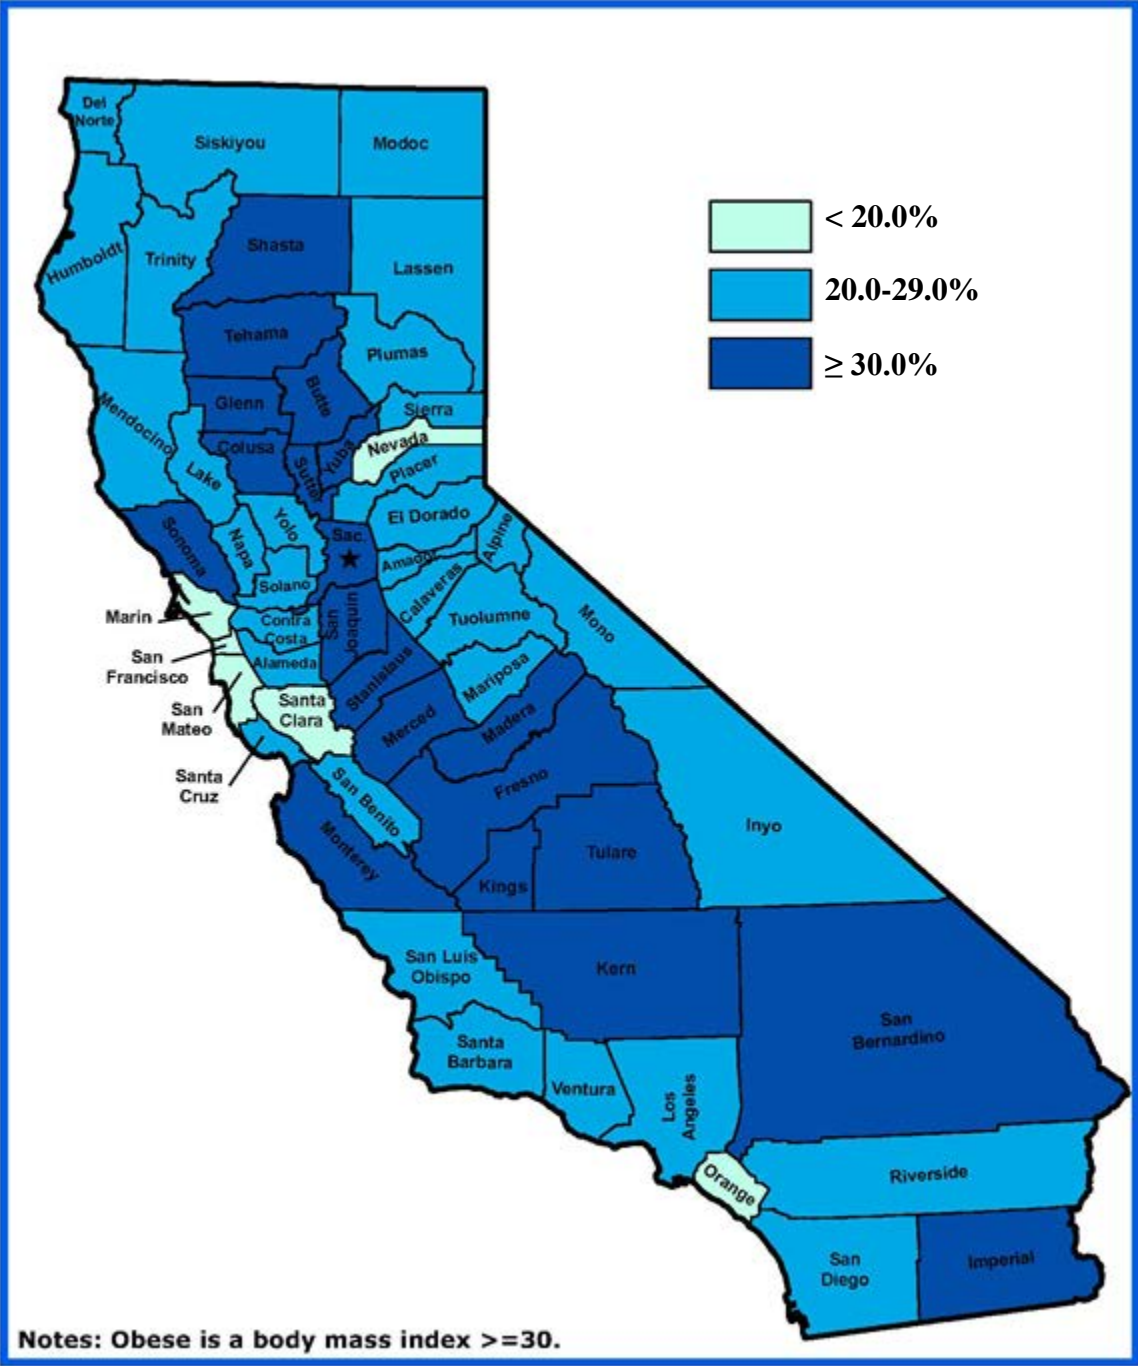 Del
Norte
Siskiyou
Modoc
< 20.0%
Shasta
Humboldt
Trinity
Lassen
20.0-29.0%
Tehama
Plumas
≥ 30.0%
Butte
Glenn
Mendocino
Sierra
Colusa
Yuba
Nevada
Lake
Sutter
Placer
El Dorado
Yolo
Sonoma
Napa
Sac.
Alpine
Amador
Solano
Calaveras
Marin
Contra
Costa
San
Joaquin
Tuolumne
Mono
San
Francisco
Alameda
Stanislaus
Mariposa
San
Mateo
Santa
Clara
Merced
Madera
Santa
Cruz
San Benito
Fresno
Monterey
Inyo
Tulare
Kings
San Luis
Obispo
Kern
San
Bernardino
Santa
Barbara
Ventura
Los
Angeles
Orange
Riverside
San
Diego
Imperial
Notes: Obese is a body mass index >=30.